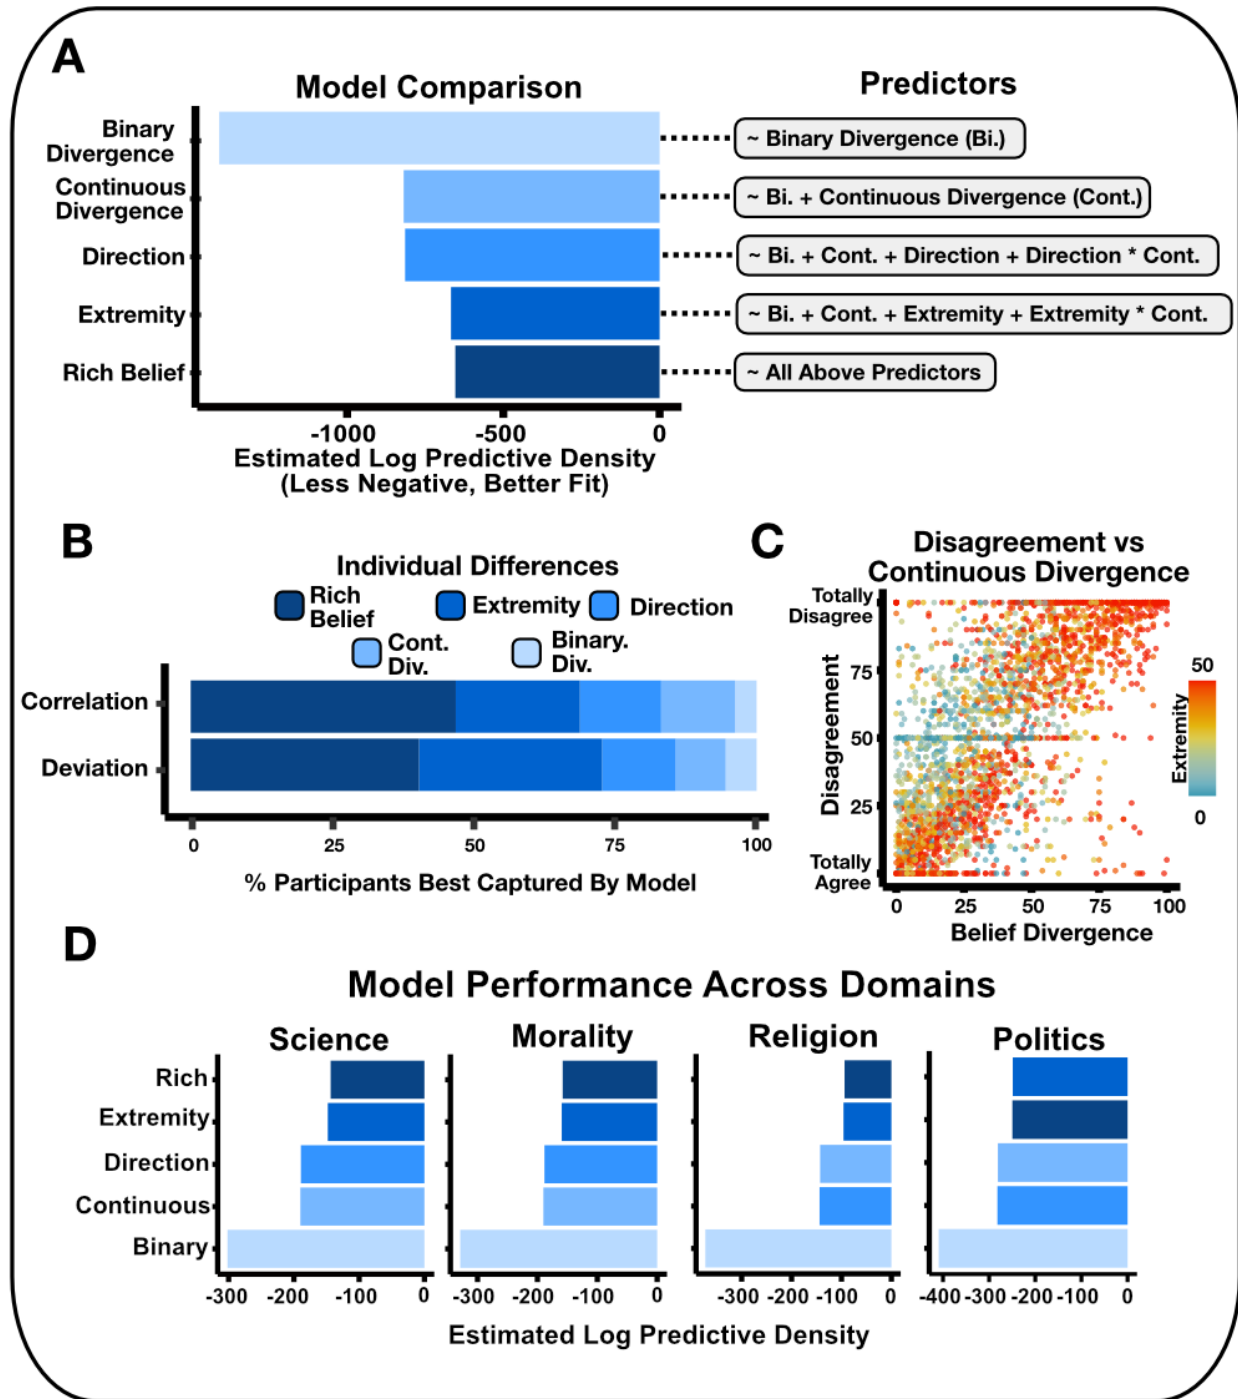 A
Model Comparison
Predictors
Binary
Divergence
~ Binary Divergence (Bi.)
Continuous
Divergence
~ Bi. + Continuous Divergence (Cont.)
Direction
~ Bi. + Cont. + Direction + Direction * Cont.
Extremity
~ Bi. + Cont. + Extremity + Extremity * Cont.
Rich Belief
~ All Above Predictors
-1000 -500 0
Estimated Log Predictive Density
(Less Negative, Better Fit)
B
Individual Differences
Rich
Belief
Extremity
Direction
Cont.
Div.
Binary.
Div.
Correlation
Deviation
0 25 50 75 100
% Participants Best Captured By Model
C
Disagreement vs
Continuous Divergence
Totally
Disagree
75
50
25
Totally
Agree
Disagreement
0 25 50 75 100
Belief Divergence
50
Extremity
0
D
Model Performance Across Domains
Science Morality Religion Politics
Rich
Extremity
Direction
Continuous
Binary
-300 -200 -100 0
-300 -200 -100 0
-300 -200 -100 0
-400 -300 -200 -100 0
Estimated Log Predictive Density